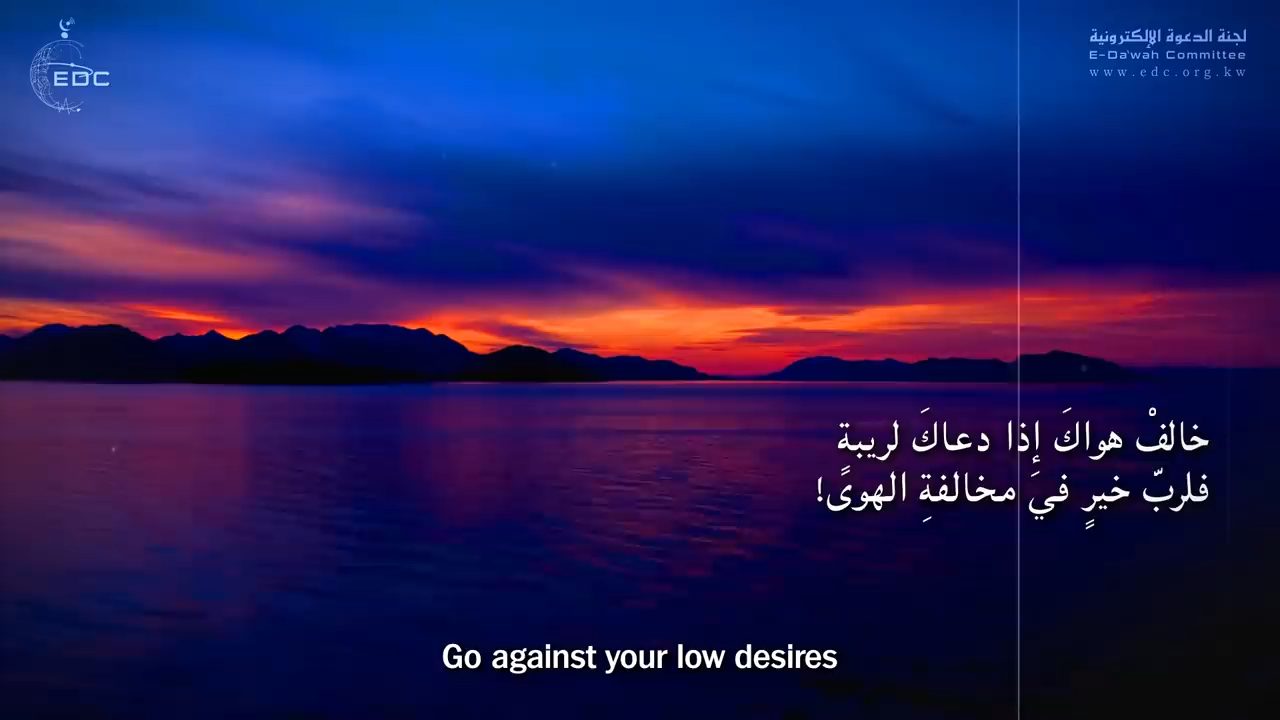 EDC
لجنة الدعوة الإلكترونية
E-Da'wah Committee
www.edc.org.kw
خالفْ هواكَ إِذا دعاكَ لريبةٍ
فلربّ خيرٍ في مخالفةِ الهوى!
Go against your low desires